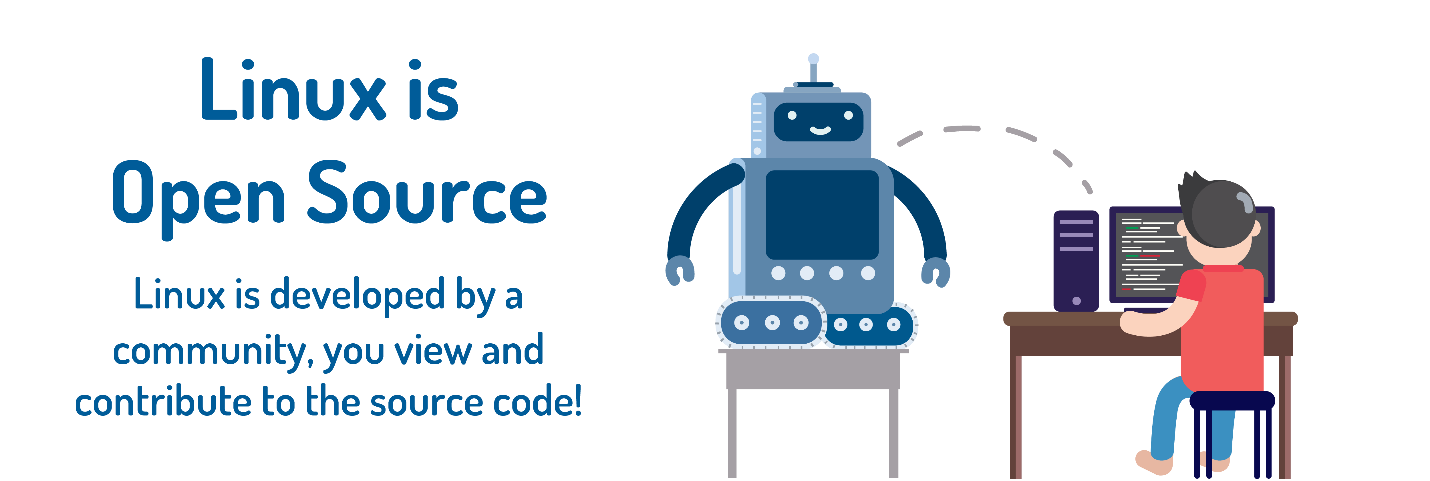 Linux is
Open Source
Linux is developed by a
community, you view and
contribute to the source code!